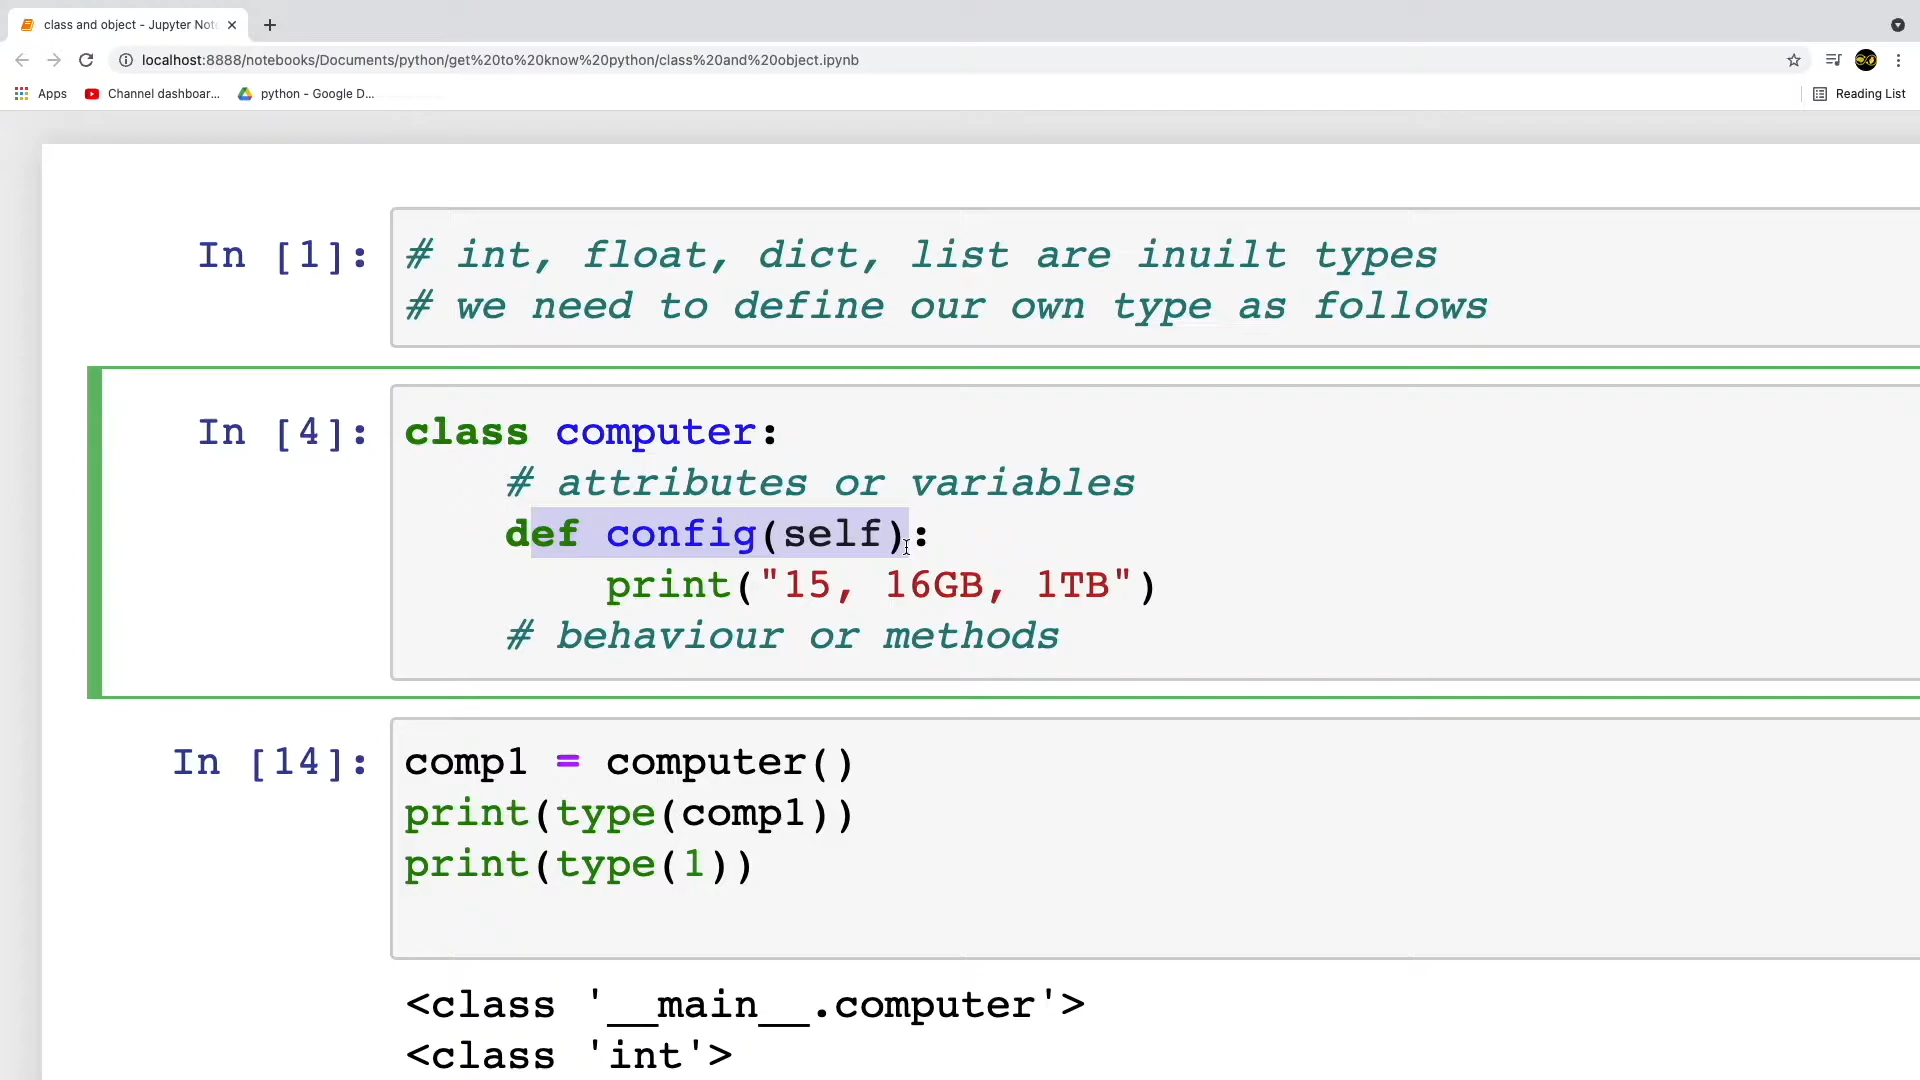 class and object - Jupyter Note
localhost:8888/notebooks/Documents/python/get%20to%20know%20python/class%20and%20object.ipynb
Apps
Channel dashboar...
python - Google D...
Reading List
In [1]:
# int, float, dict, list are inuilt types
# we need to define our own type as follows
In [4]:
class computer:
# attributes or variables
def config(self):
print("15, 16GB, 1TB")
# behaviour or methods
In [14]:
comp1 = computer()
print(type(comp1))
print(type(1))
<class '__main__.computer'>
<class 'int'>